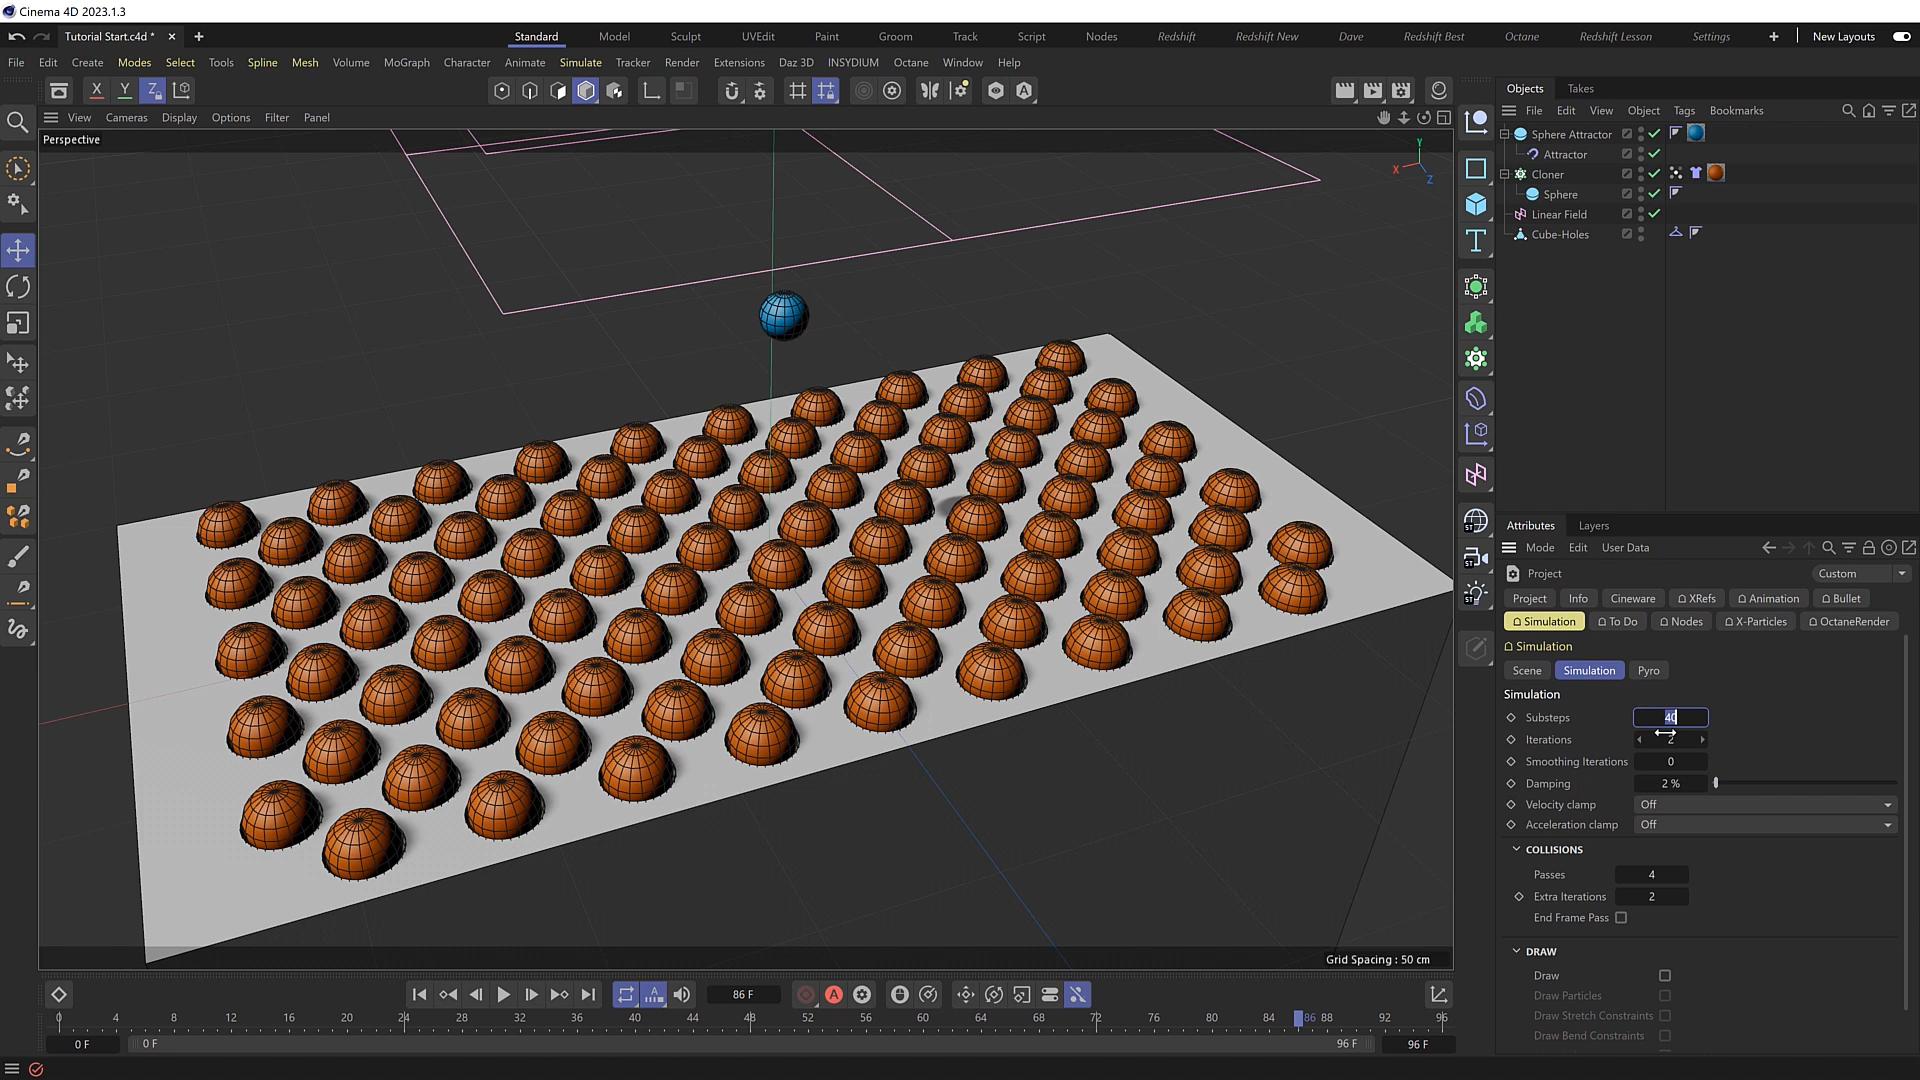 Cinema 4D 2023.1.3
Tutorial Start.c4d * × +
Standard Model Sculpt UVEdit Paint Groom Track Script Nodes Redshift Redshift New Dave Redshift Best Octane Redshift Lesson Settings + New Layouts
File Edit Create Modes Select Tools Spline Mesh Volume MoGraph Character Animate Simulate Tracker Render Extensions Daz 3D INSYDIUM Octane Window Help
X Y Z
View Cameras Display Options Filter Panel
Perspective
Y
X
Z
Grid Spacing : 50 cm
ST
ST
ST
Objects Takes
File Edit View Object Tags Bookmarks
Sphere Attractor
Attractor
Cloner
Sphere
Linear Field
Cube-Holes
Attributes Layers
Mode Edit User Data
Project Custom
Project Info Cineware XRefs Animation Bullet
Simulation To Do Nodes X-Particles OctaneRender
Simulation
Scene Simulation Pyro
Simulation
Substeps 40
Iterations 2
Smoothing Iterations 0
Damping 2 %
Velocity clamp Off
Acceleration clamp Off
COLLISIONS
Passes 4
Extra Iterations 2
End Frame Pass
DRAW
Draw
Draw Particles
Draw Stretch Constraints
Draw Bend Constraints
86 F
0 4 8 12 16 20 24 28 32 36 40 44 48 52 56 60 64 68 72 76 80 84 86 88 92 96
0 F 0 F 96 F 96 F